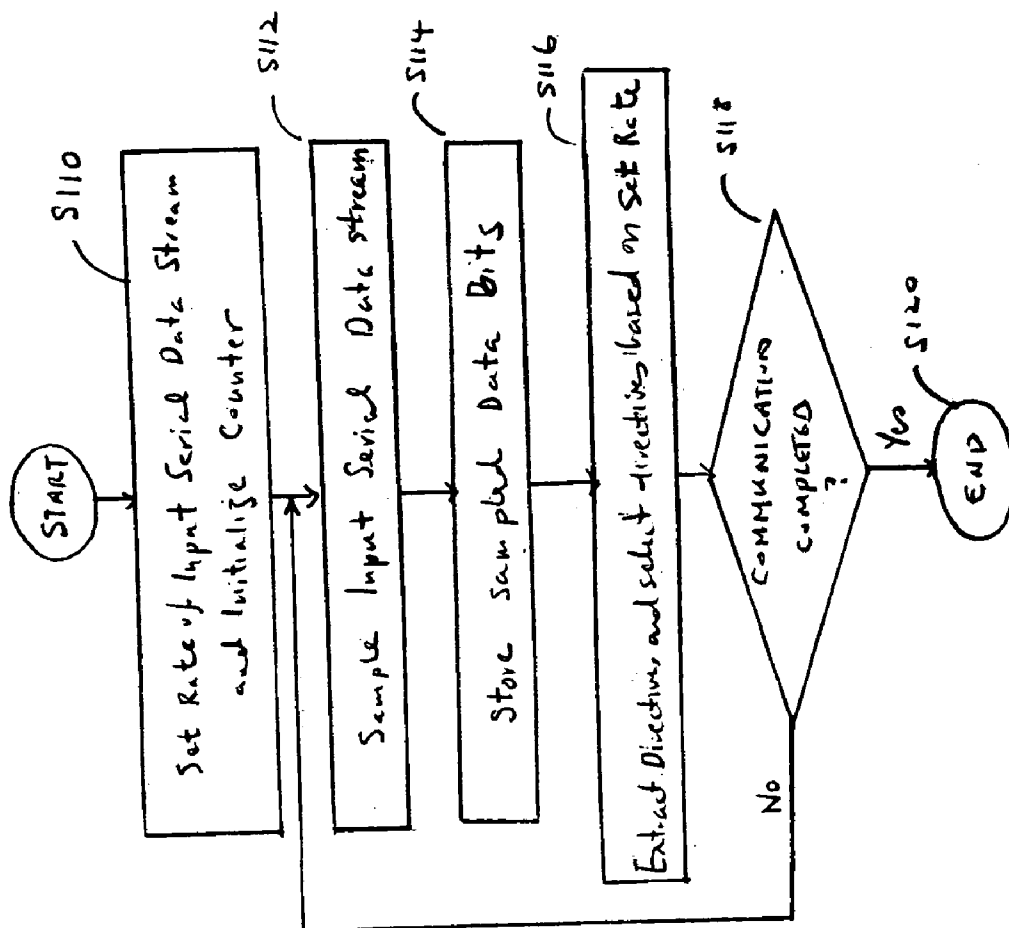 START
S110
Set Rate of Input Serial Data Stream
and Initialize Counter
S112
Sample Input Serial Data stream
S114
Store Sampled Data Bits
S116
Extract Directives and select directives based on Set Rate
S118
COMMUNICATION
COMPLETED
?
No
Yes
S120
END